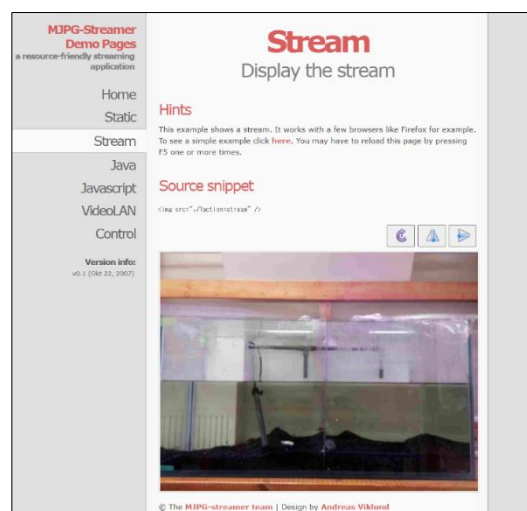 MJPG-Streamer
Demo Pages
a resource-friendly streaming
application
Home
Static
Stream
Java
Javascript
VideoLAN
Control
Version info:
v0.1 (Okt 22, 2007)
Stream
Display the stream
Hints
This example shows a stream. It works with a few browsers like Firefox for example.
To see a simple example click here. You may have to reload this page by pressing
F5 one or more times.
Source snippet
<img src="./?action=stream" />
© The MJPG-streamer team | Design by Andreas Viklund